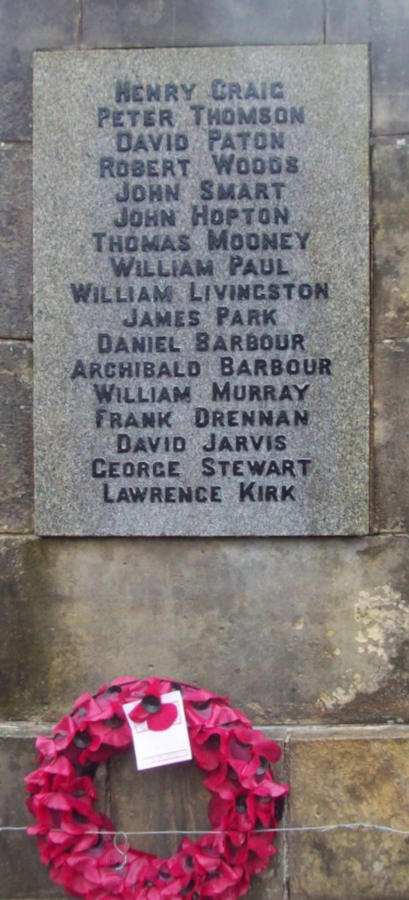 HENRY CRAIG
PETER THOMSON
DAVID PATON
ROBERT WOODS
JOHN SMART
JOHN HOPTON
THOMAS MOONEY
WILLIAM PAUL
WILLIAM LIVINGSTON
JAMES PARK
DANIEL BARBOUR
ARCHIBALD BARBOUR
WILLIAM MURRAY
FRANK DRENNAN
DAVID JARVIS
GEORGE STEWART
LAWRENCE KIRK